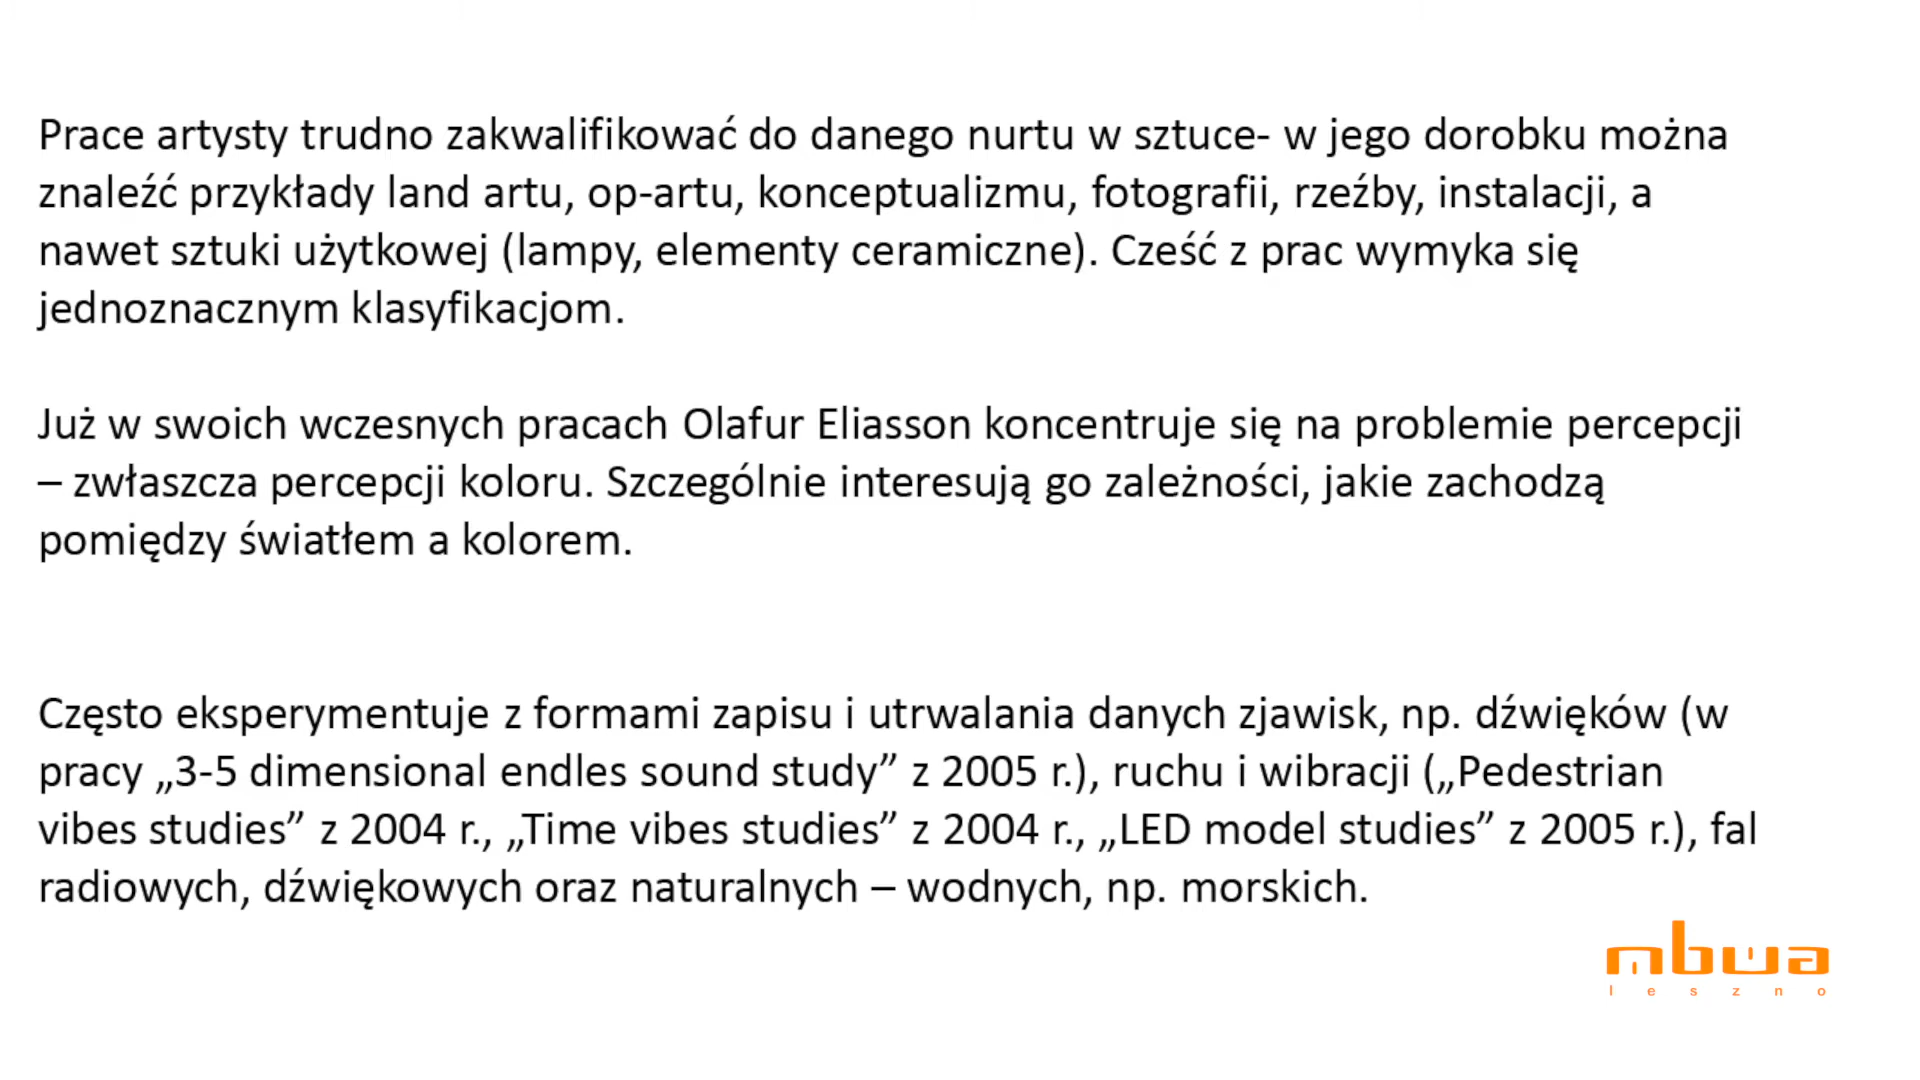 Prace artysty trudno zakwalifikować do danego nurtu w sztuce- w jego dorobku można
znaleźć przykłady land artu, op-artu, konceptualizmu, fotografii, rzeźby, instalacji, a
nawet sztuki użytkowej (lampy, elementy ceramiczne). Cześć z prac wymyka się
jednoznacznym klasyfikacjom.
Już w swoich wczesnych pracach Olafur Eliasson koncentruje się na problemie percepcji
– zwłaszcza percepcji koloru. Szczególnie interesują go zależności, jakie zachodzą
pomiędzy światłem a kolorem.
Często eksperymentuje z formami zapisu i utrwalania danych zjawisk, np. dźwięków (w
pracy „3-5 dimensional endles sound study” z 2005 r.), ruchu i wibracji („Pedestrian
vibes studies” z 2004 r., „Time vibes studies” z 2004 r., „LED model studies” z 2005 r.), fal
radiowych, dźwiękowych oraz naturalnych – wodnych, np. morskich.
mbwa
leszno